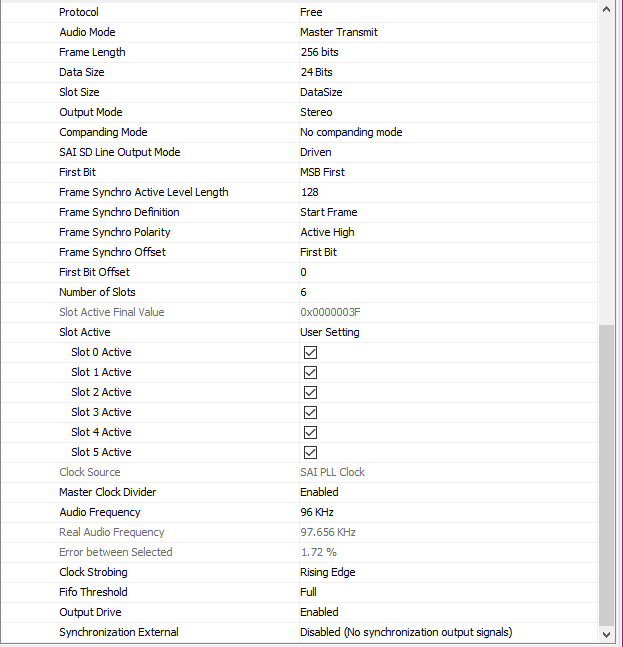 Protocol Free
Audio Mode Master Transmit
Frame Length 256 bits
Data Size 24 Bits
Slot Size DataSize
Output Mode Stereo
Companding Mode No companding mode
SAI SD Line Output Mode Driven
First Bit MSB First
Frame Synchro Active Level Length 128
Frame Synchro Definition Start Frame
Frame Synchro Polarity Active High
Frame Synchro Offset First Bit
First Bit Offset 0
Number of Slots 6
Slot Active Final Value 0x0000003F
Slot Active User Setting
Slot 0 Active
Slot 1 Active
Slot 2 Active
Slot 3 Active
Slot 4 Active
Slot 5 Active
Clock Source SAI PLL Clock
Master Clock Divider Enabled
Audio Frequency 96 KHz
Real Audio Frequency 97.656 KHz
Error between Selected 1.72 %
Clock Strobing Rising Edge
Fifo Threshold Full
Output Drive Enabled
Synchronization External Disabled (No synchronization output signals)